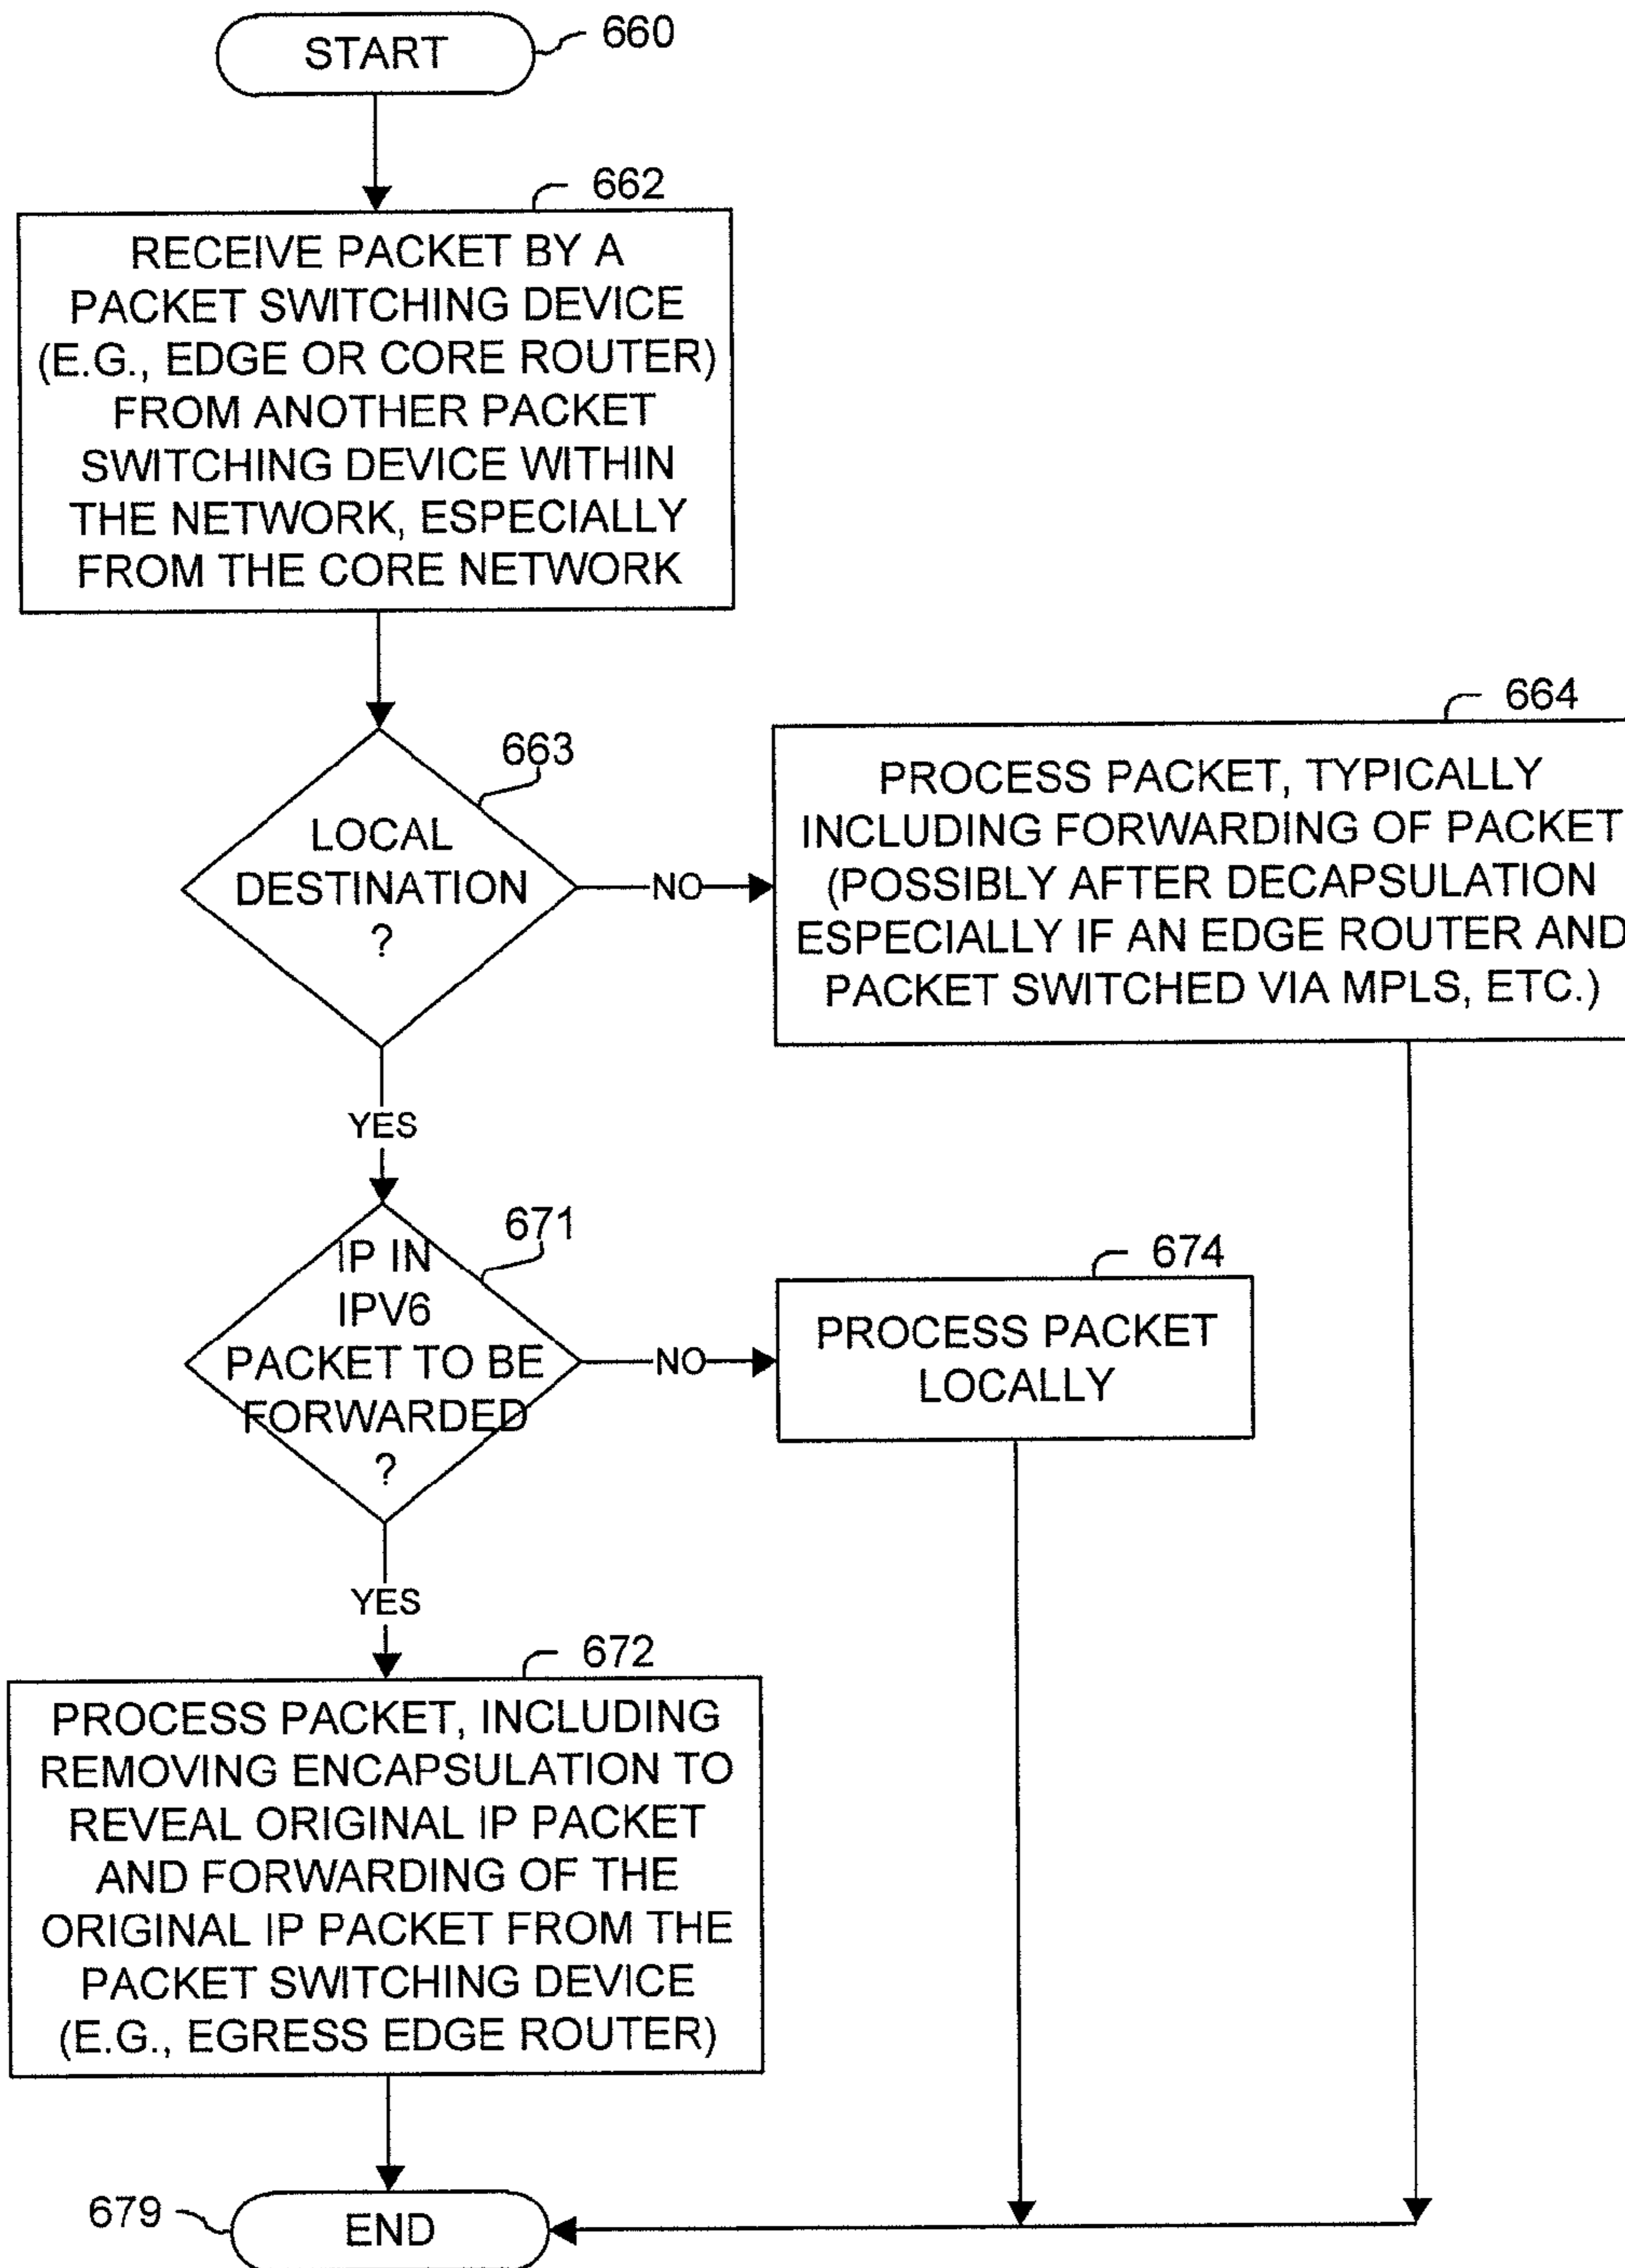 START
660
662
RECEIVE PACKET BY A
PACKET SWITCHING DEVICE
(E.G., EDGE OR CORE ROUTER)
FROM ANOTHER PACKET
SWITCHING DEVICE WITHIN
THE NETWORK, ESPECIALLY
FROM THE CORE NETWORK
663
LOCAL
DESTINATION
?
NO
664
PROCESS PACKET, TYPICALLY
INCLUDING FORWARDING OF PACKET
(POSSIBLY AFTER DECAPSULATION
ESPECIALLY IF AN EDGE ROUTER AND
PACKET SWITCHED VIA MPLS, ETC.)
YES
671
IP IN
IPV6
PACKET TO BE
FORWARDED
?
NO
674
PROCESS PACKET
LOCALLY
YES
672
PROCESS PACKET, INCLUDING
REMOVING ENCAPSULATION TO
REVEAL ORIGINAL IP PACKET
AND FORWARDING OF THE
ORIGINAL IP PACKET FROM THE
PACKET SWITCHING DEVICE
(E.G., EGRESS EDGE ROUTER)
679
END